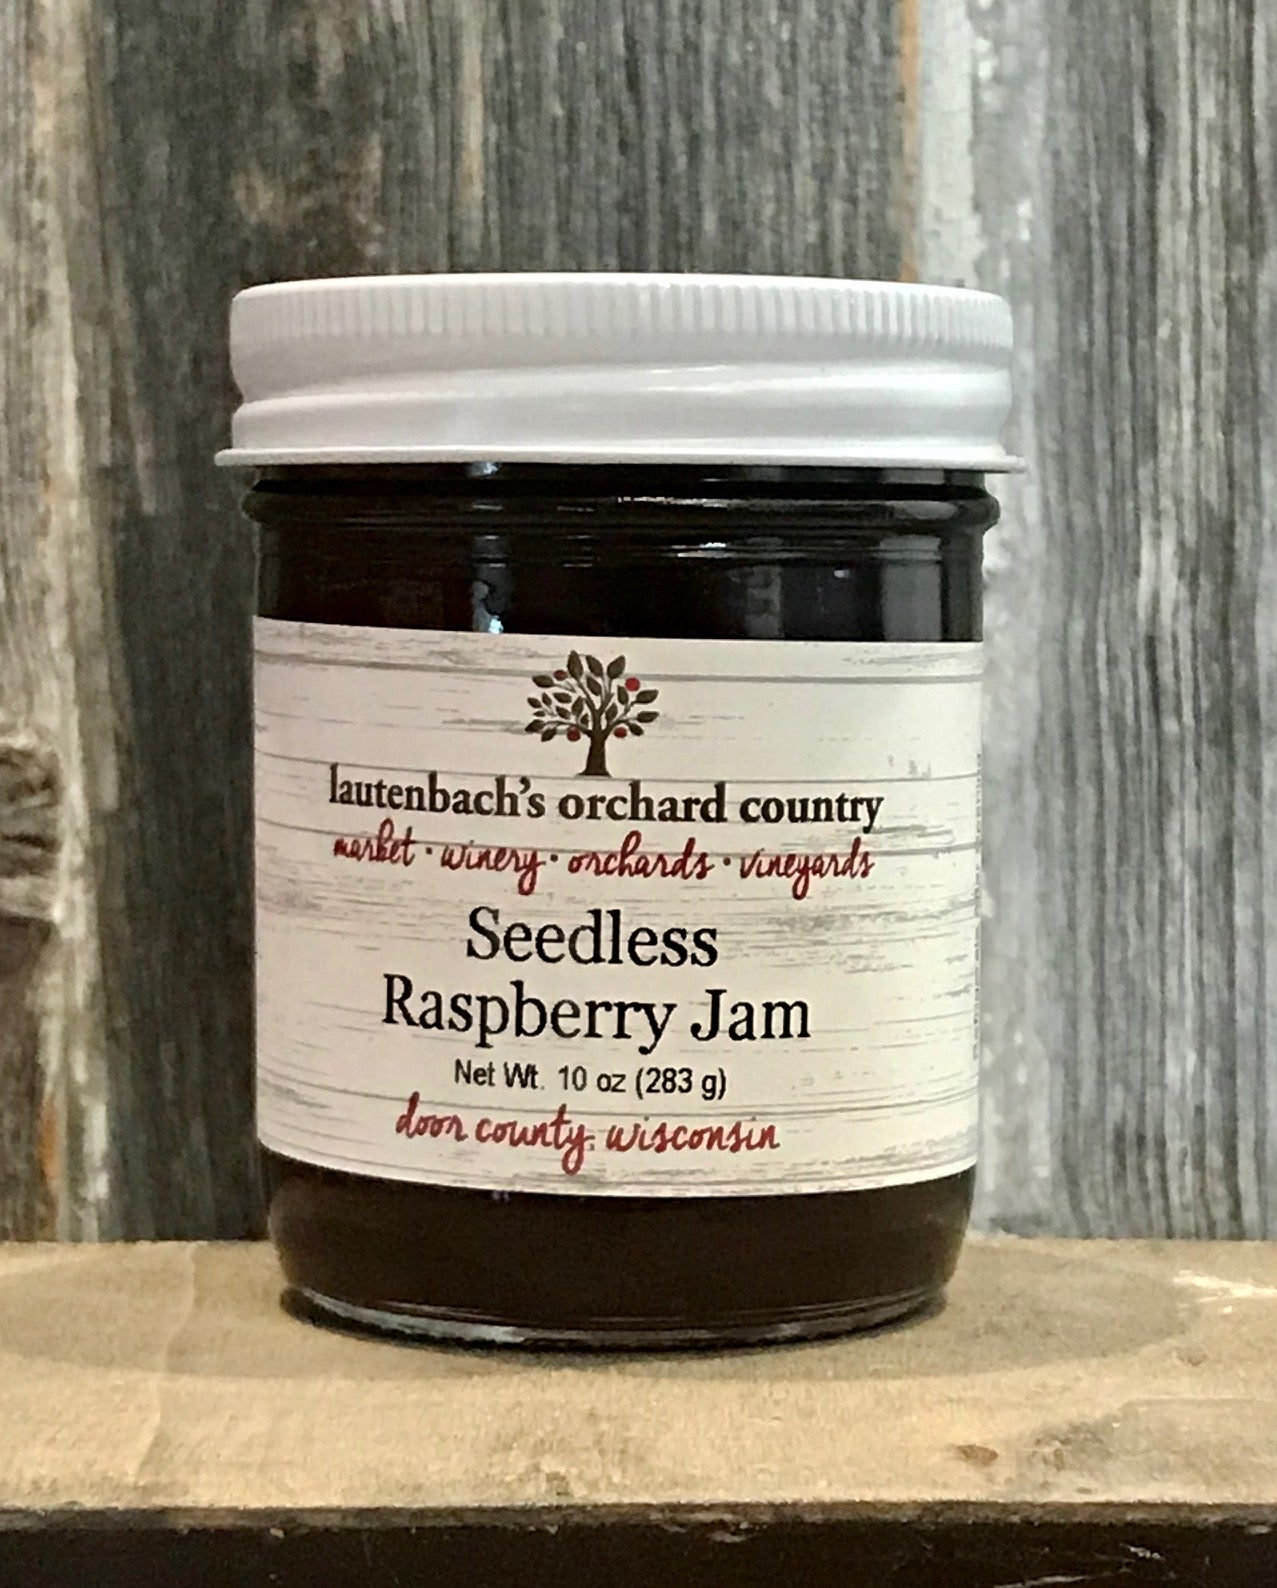 lautenbach's orchard country
market · winery · orchards · vineyards
Seedless
Raspberry Jam
Net Wt. 10 oz (283 g)
door county, wisconsin